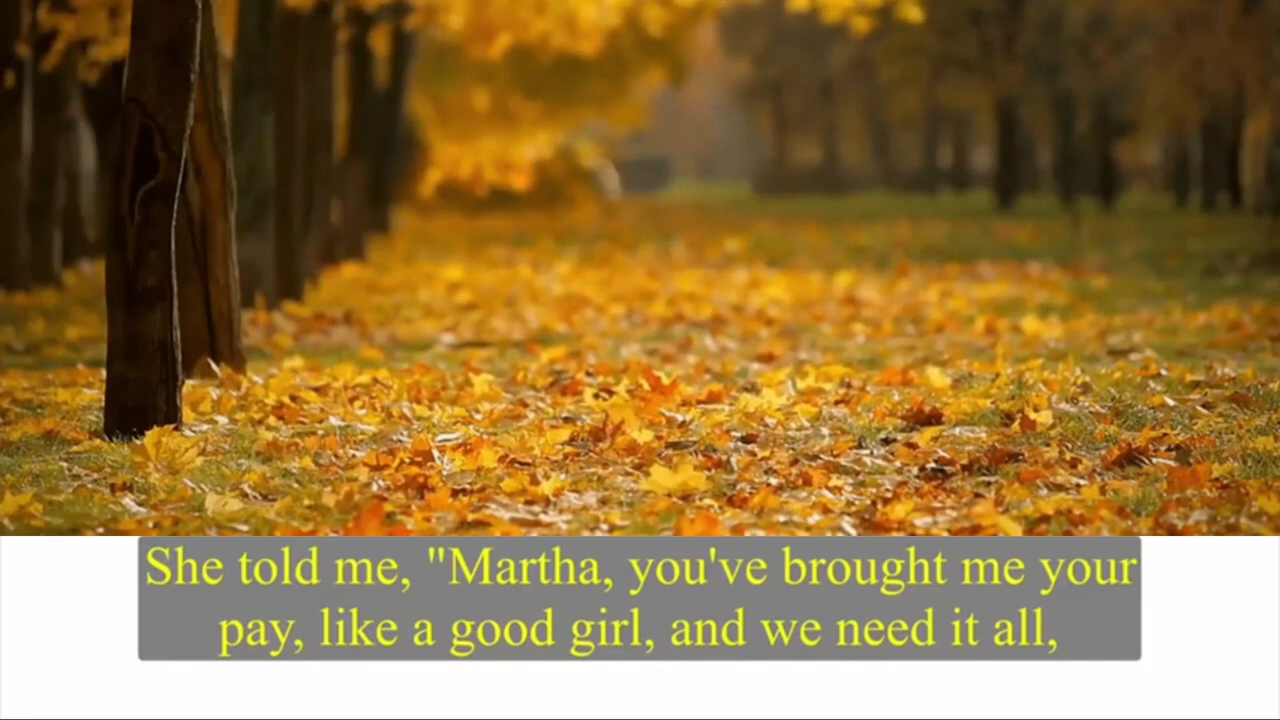 She told me, "Martha, you've brought me your
pay, like a good girl, and we need it all,